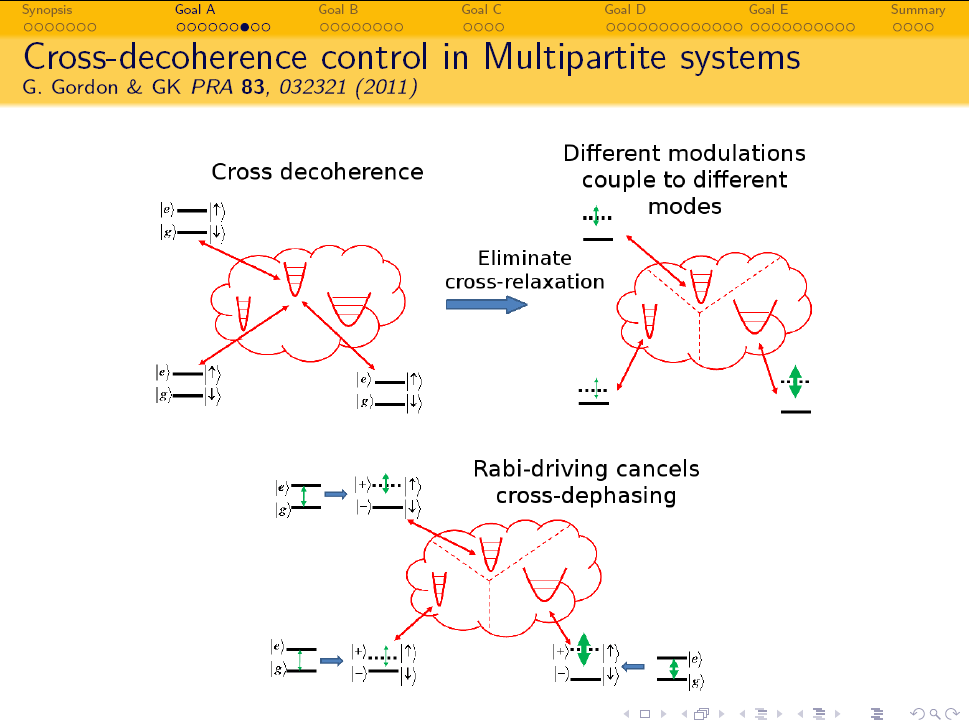 Synopsis Goal A Goal B Goal C Goal D Goal E Summary
Cross-decoherence control in Multipartite systems
G. Gordon & GK PRA 83, 032321 (2011)
Cross decoherence
Different modulations
couple to different
modes
|e⟩ |↑⟩
|g⟩ |↓⟩
Eliminate
cross-relaxation
|e⟩ |↑⟩
|g⟩ |↓⟩
|e⟩ |↑⟩
|g⟩ |↓⟩
Rabi-driving cancels
cross-dephasing
|e⟩ |+⟩ |↑⟩
|g⟩ |−⟩ |↓⟩
|e⟩ |+⟩ |↑⟩
|g⟩ |−⟩ |↓⟩
|+⟩ |↑⟩ |e⟩
|−⟩ |↓⟩ |g⟩